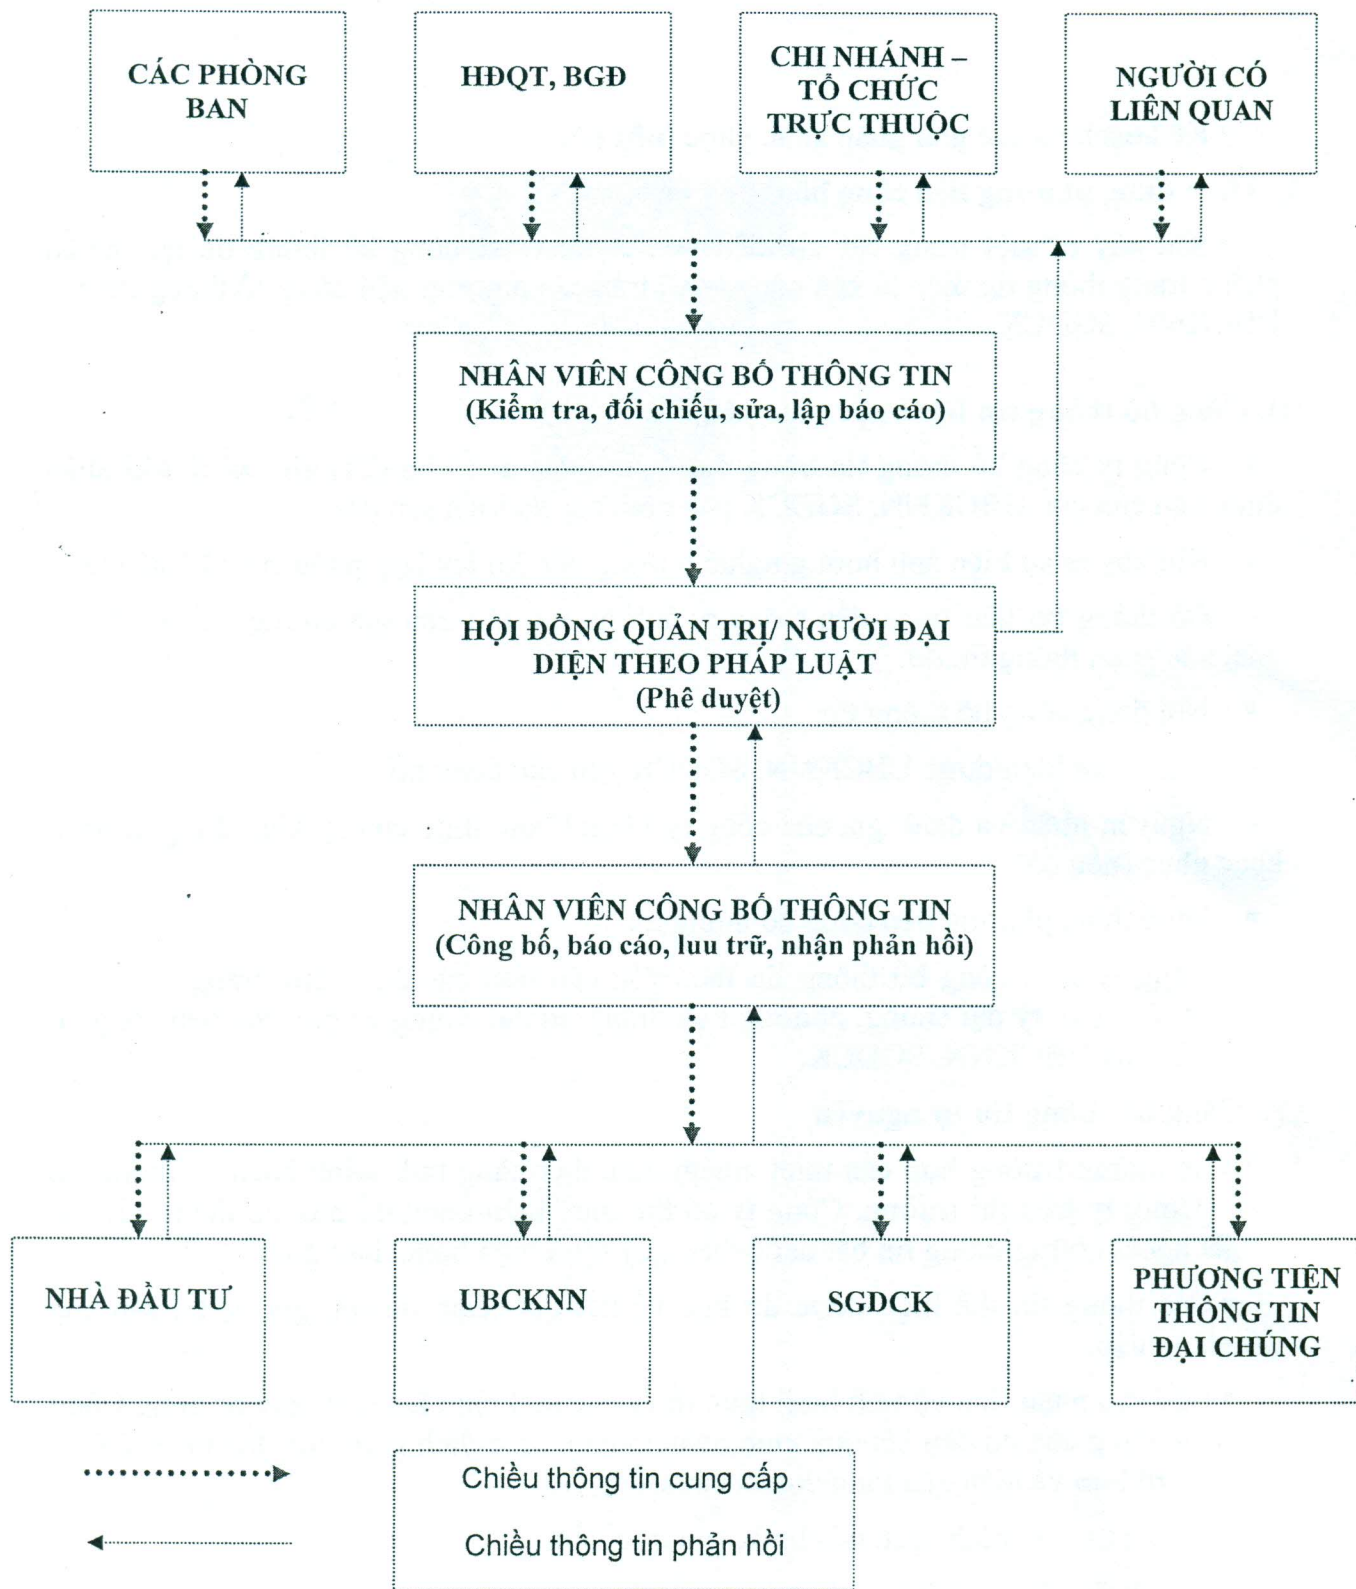 CÁC PHÒNG
BAN
HĐQT, BGĐ
CHI NHÁNH –
TỔ CHỨC
TRỰC THUỘC
NGƯỜI CÓ
LIÊN QUAN
NHÂN VIÊN CÔNG BỐ THÔNG TIN
(Kiểm tra, đối chiếu, sửa, lập báo cáo)
HỘI ĐỒNG QUẢN TRỊ/ NGƯỜI ĐẠI
DIỆN THEO PHÁP LUẬT
(Phê duyệt)
NHÂN VIÊN CÔNG BỐ THÔNG TIN
(Công bố, báo cáo, luu trữ, nhận phản hồi)
NHÀ ĐẦU TƯ
UBCKNN
SGDCK
PHƯƠNG TIỆN
THÔNG TIN
ĐẠI CHÚNG
Chiều thông tin cung cấp
Chiều thông tin phản hồi